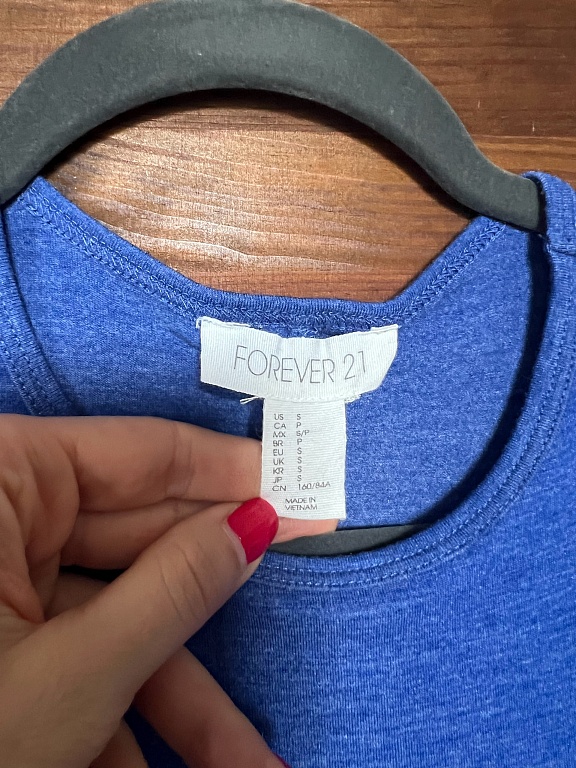 FOREVER 21
US S
CA P
MX S/P
BR P
EU S
UK S
KR S
JP S
CN 160/84A
MADE IN
VIETNAM